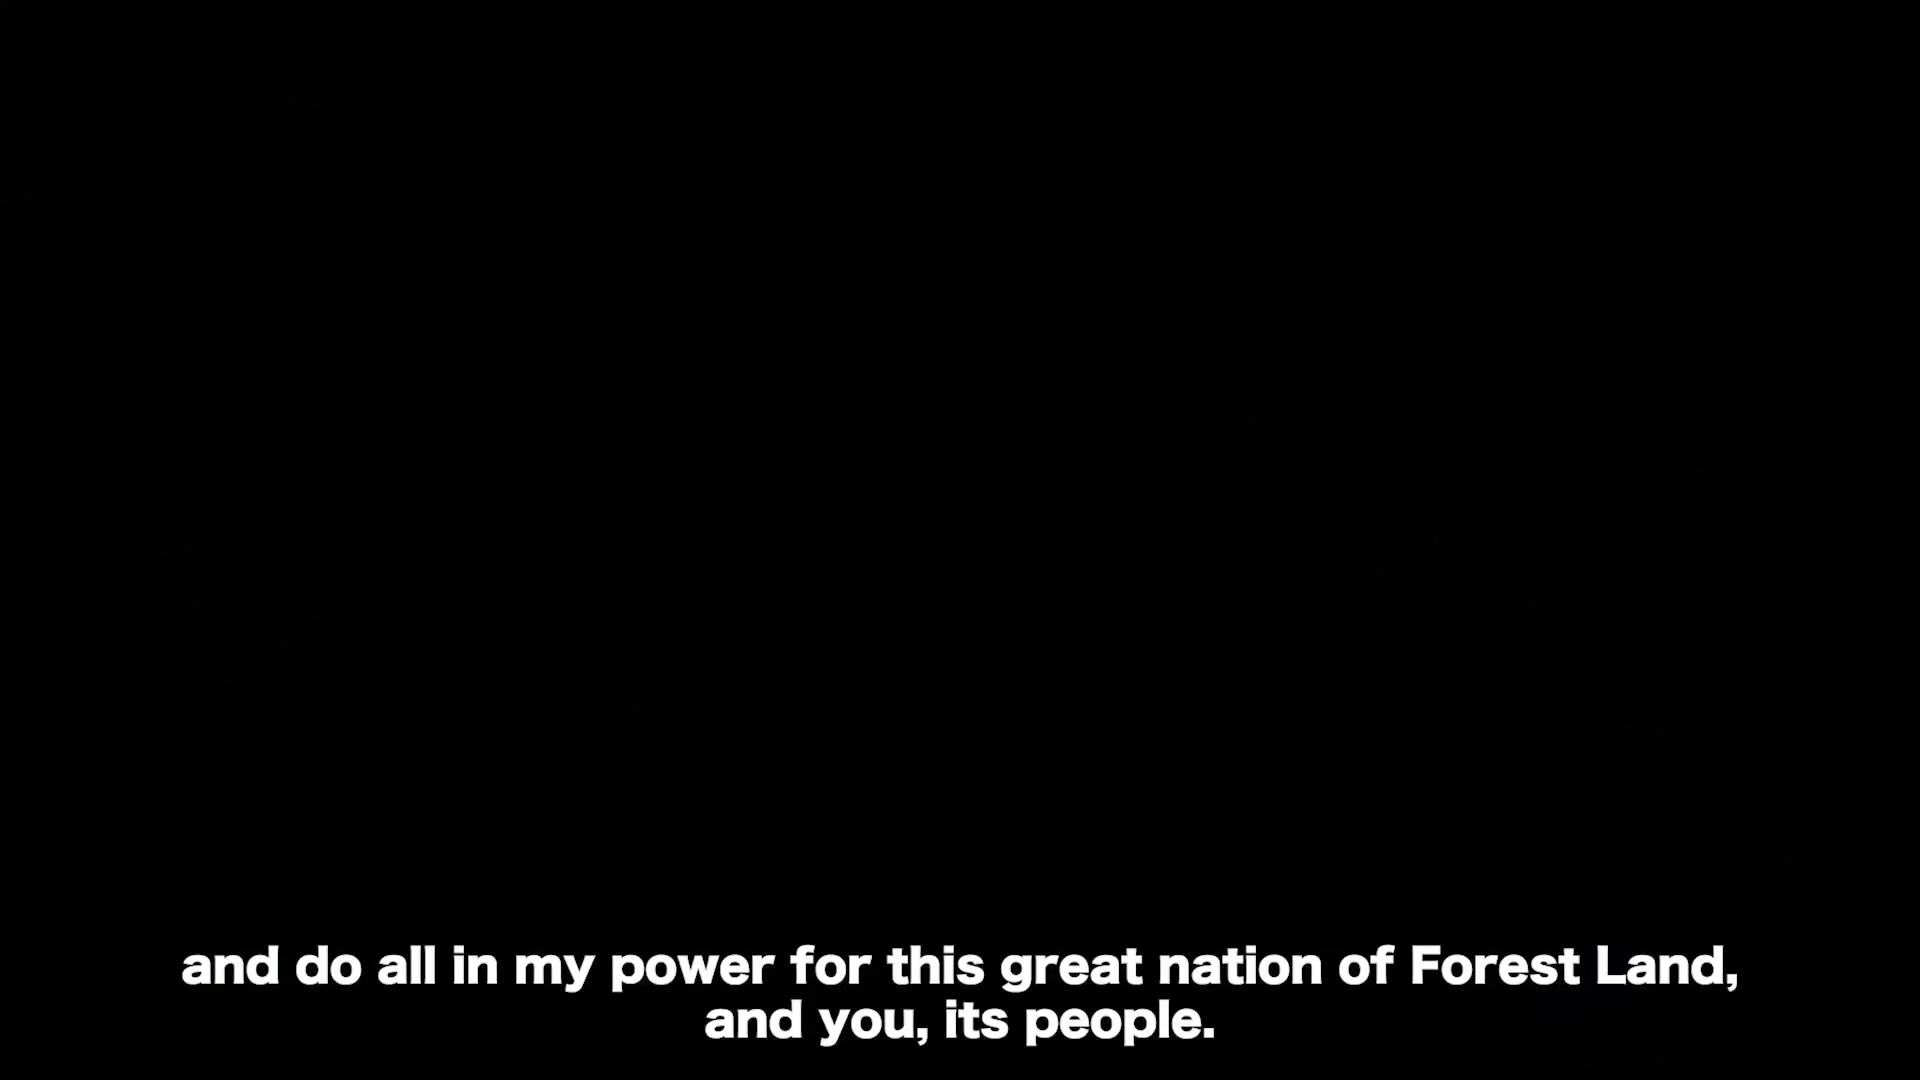 and do all in my power for this great nation of Forest Land,
and you, its people.